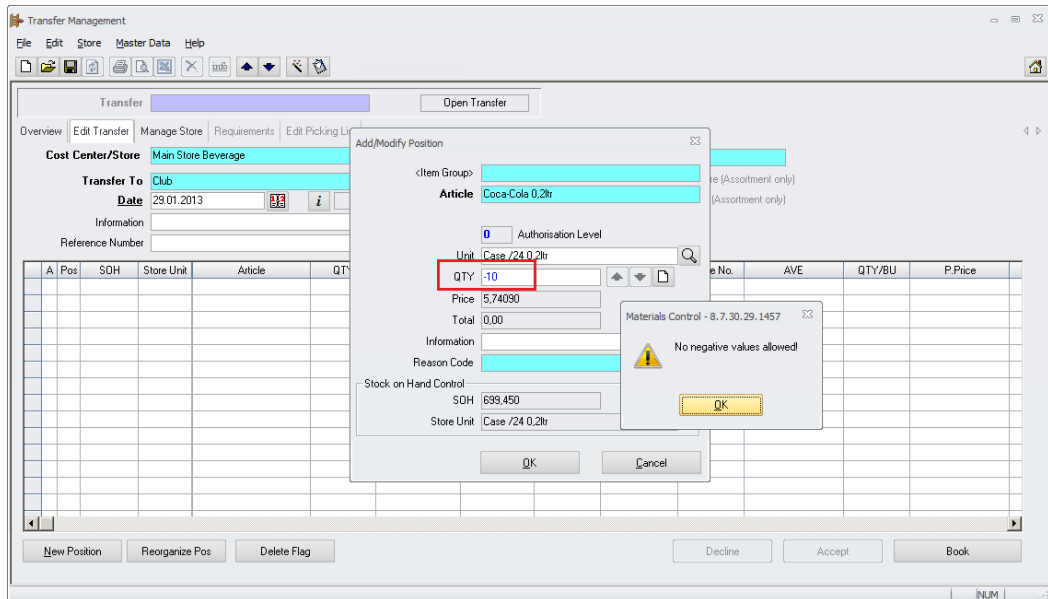 Transfer Management
File Edit Store Master Data Help
info
Transfer
Open Transfer
Overview Edit Transfer Manage Store Requirements Edit Picking Li
Cost Center/Store Main Store Beverage
Transfer To Club
(Assortment only)
Date 29.01.2013 i
(Assortment only)
Information
Reference Number
A Pos SOH Store Unit Article QT
e No. AVE QTY/BU P.Price
Add/Modify Position
<Item Group>
Article Coca-Cola 0,2ltr
0 Authorisation Level
Unit Case /24 0,2ltr
QTY -10
Price 5,74090
Total 0,00
Information
Reason Code
Stock on Hand Control
SOH 699,450
Store Unit Case /24 0,2ltr
OK Cancel
Materials Control - 8.7.30.29.1457
No negative values allowed!
OK
New Position Reorganize Pos Delete Flag Decline Accept Book
NUM